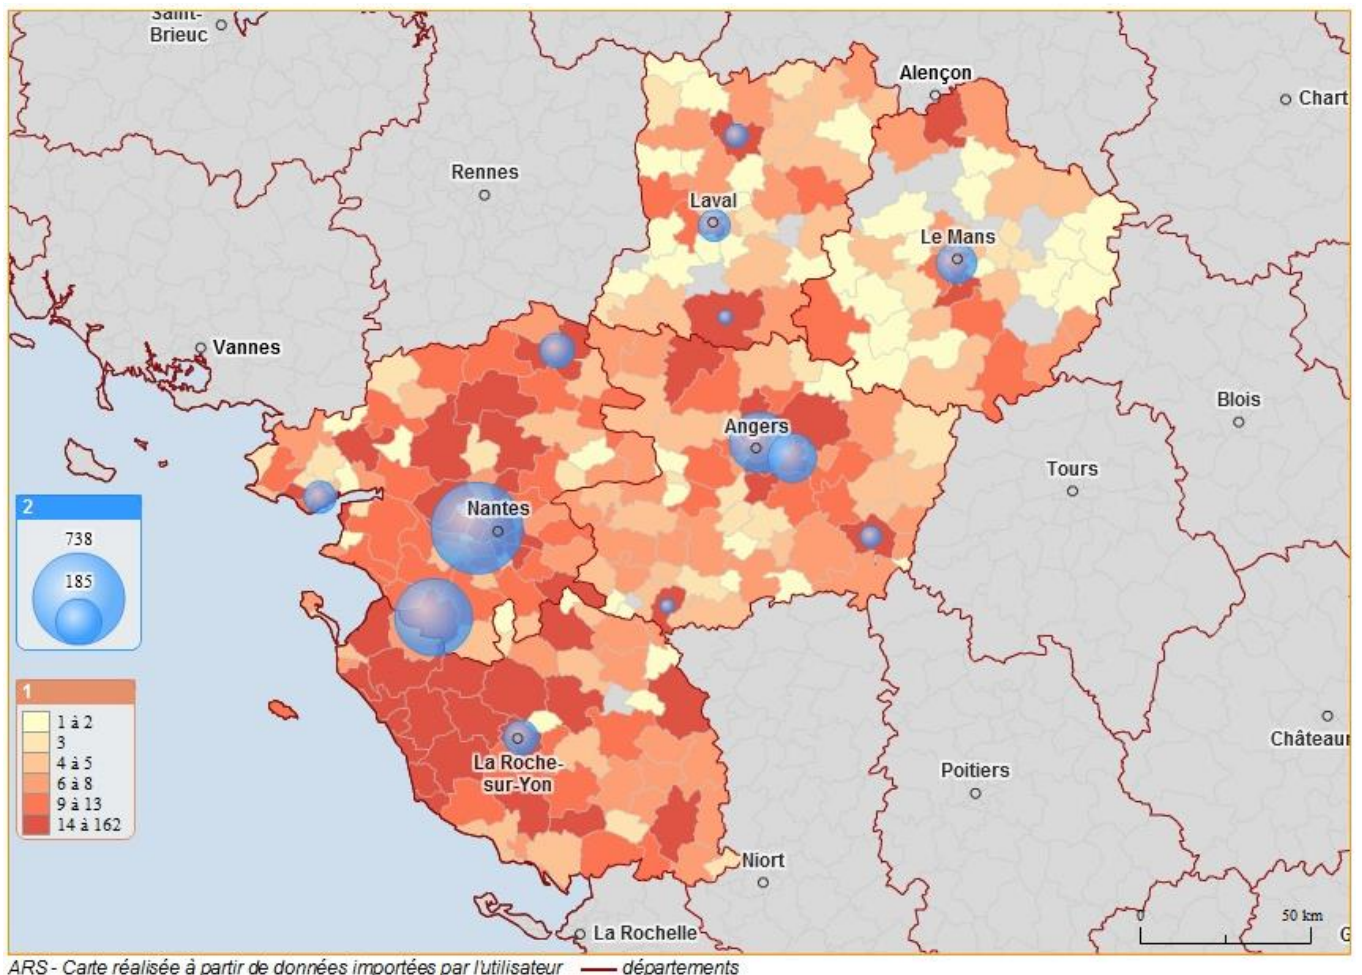 Saint-
Brieuc
Alençon
Chart
Rennes
Laval
Le Mans
Vannes
Blois
Angers
Tours
2
738
185
Nantes
1
1 à 2
3
4 à 5
6 à 8
9 à 13
14 à 162
La Roche-
sur-Yon
Châteaur
Poitiers
Niort
0 50 km
La Rochelle
G
ARS - Carte réalisée à partir de données importées par l'utilisateur départements